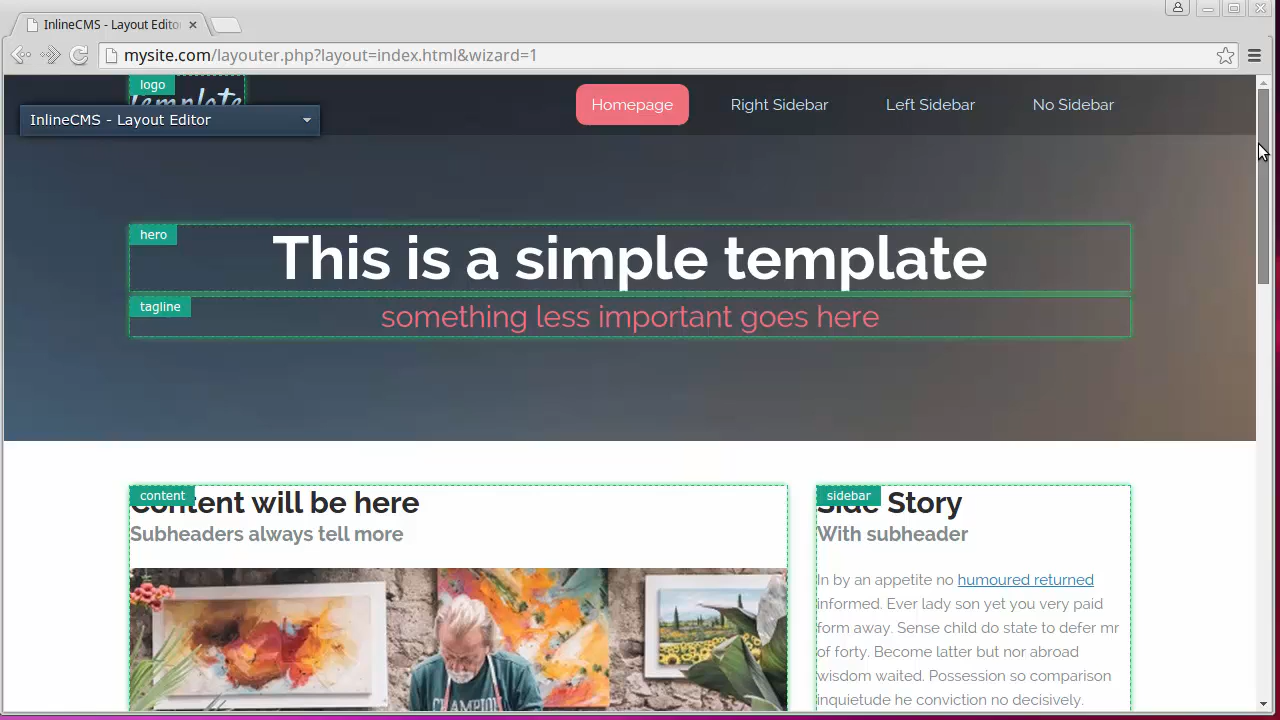 InlineCMS - Layout Edito
mysite.com/layouter.php?layout=index.html&wizard=1
logo
Template
InlineCMS - Layout Editor
Homepage
Right Sidebar
Left Sidebar
No Sidebar
hero
This is a simple template
tagline
something less important goes here
content
Content will be here
Subheaders always tell more
CHAMPION
sidebar
Side Story
With subheader
In by an appetite no humoured returned
informed. Ever lady son yet you very paid
form away. Sense child do state to defer mr
of forty. Become latter but nor abroad
wisdom waited. Possession so comparison
inquietude he conviction no decisively.